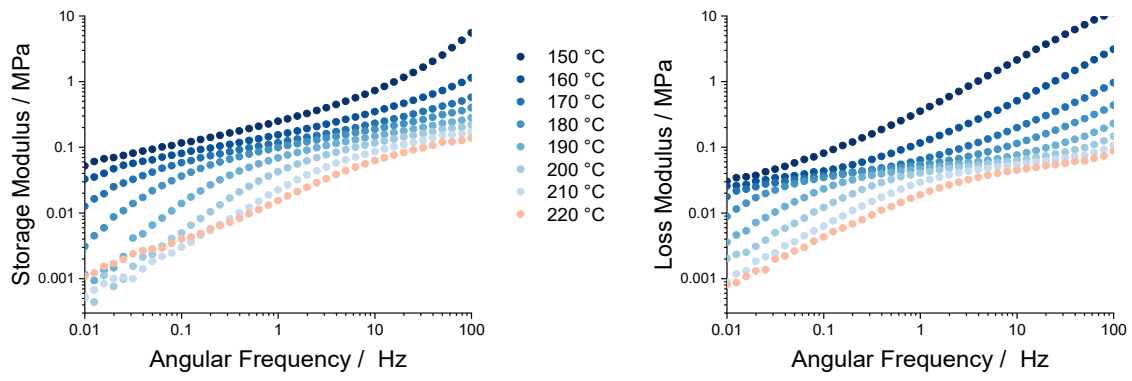 10
1
0.1
0.01
0.001
Storage Modulus / MPa
0.01
0.1
1
10
100
Angular Frequency /  Hz
150 °C
160 °C
170 °C
180 °C
190 °C
200 °C
210 °C
220 °C
10
1
0.1
0.01
0.001
Loss Modulus / MPa
0.01
0.1
1
10
100
Angular Frequency /  Hz